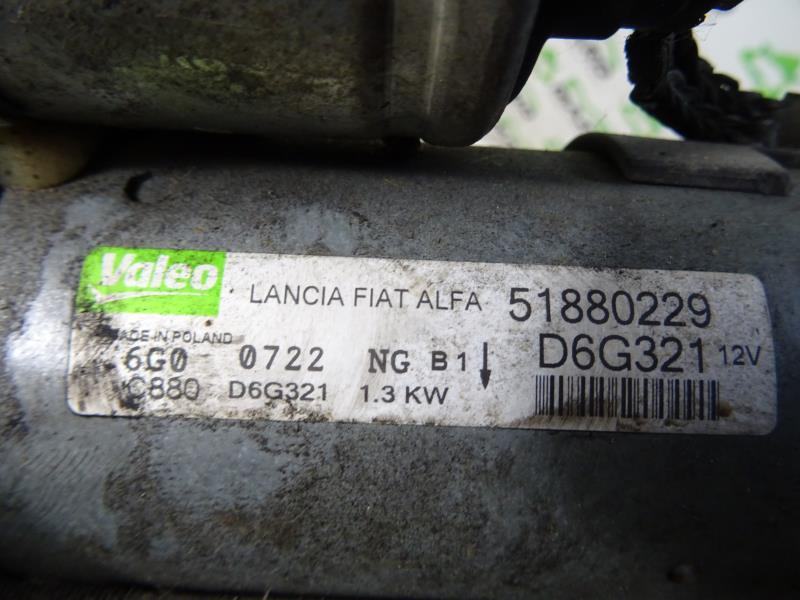 Valeo
LANCIA FIAT ALFA 51880229
MADE IN POLAND
6G0 0722 NG B1 D6G321 12V
C880 D6G321 1.3 KW